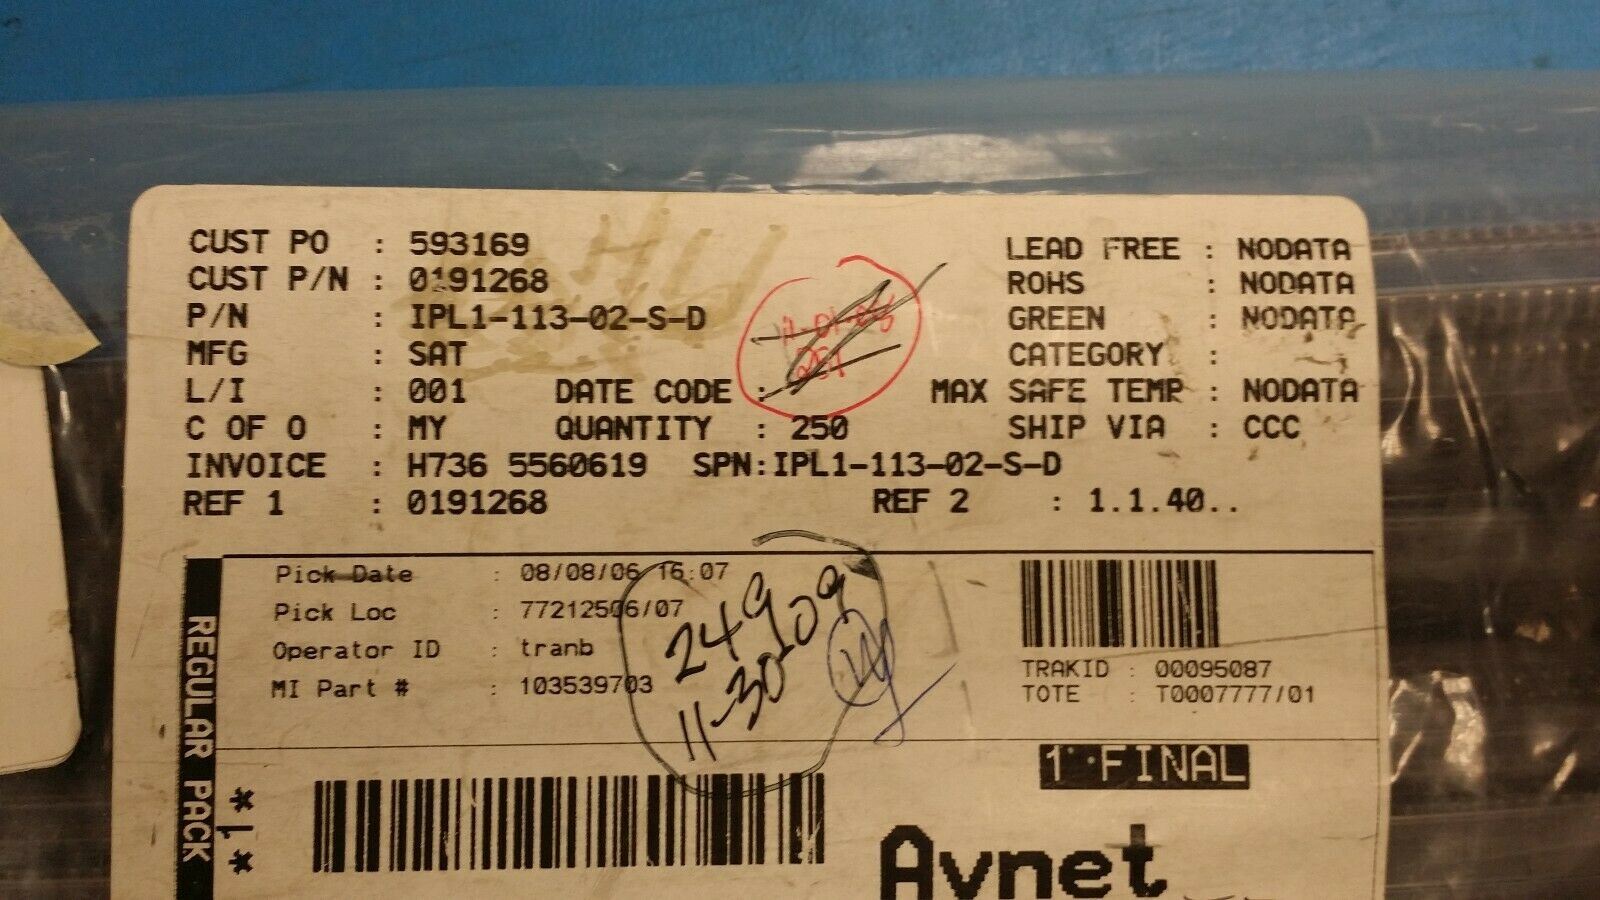 CUST PO : 593169
CUST P/N : 0191268
P/N : IPL1-113-02-S-D
MFG : SAT
L/I : 001 DATE CODE :
C OF O : MY QUANTITY : 250
INVOICE : H736 5560619 SPN:IPL1-113-02-S-D
REF 1 : 0191268 REF 2 : 1.1.40..
LEAD FREE : NODATA
ROHS : NODATA
GREEN : NODATA
CATEGORY :
MAX SAFE TEMP : NODATA
SHIP VIA : CCC
11-01-06
251
REGULAR PACK
*1*
Pick Date : 08/08/06 16:07
Pick Loc : 77212506/07
Operator ID : tranb
MI Part # : 103539703
249
11-30-09
TRAKID : 00095087
TOTE : T0007777/01
1 FINAL
Avnet